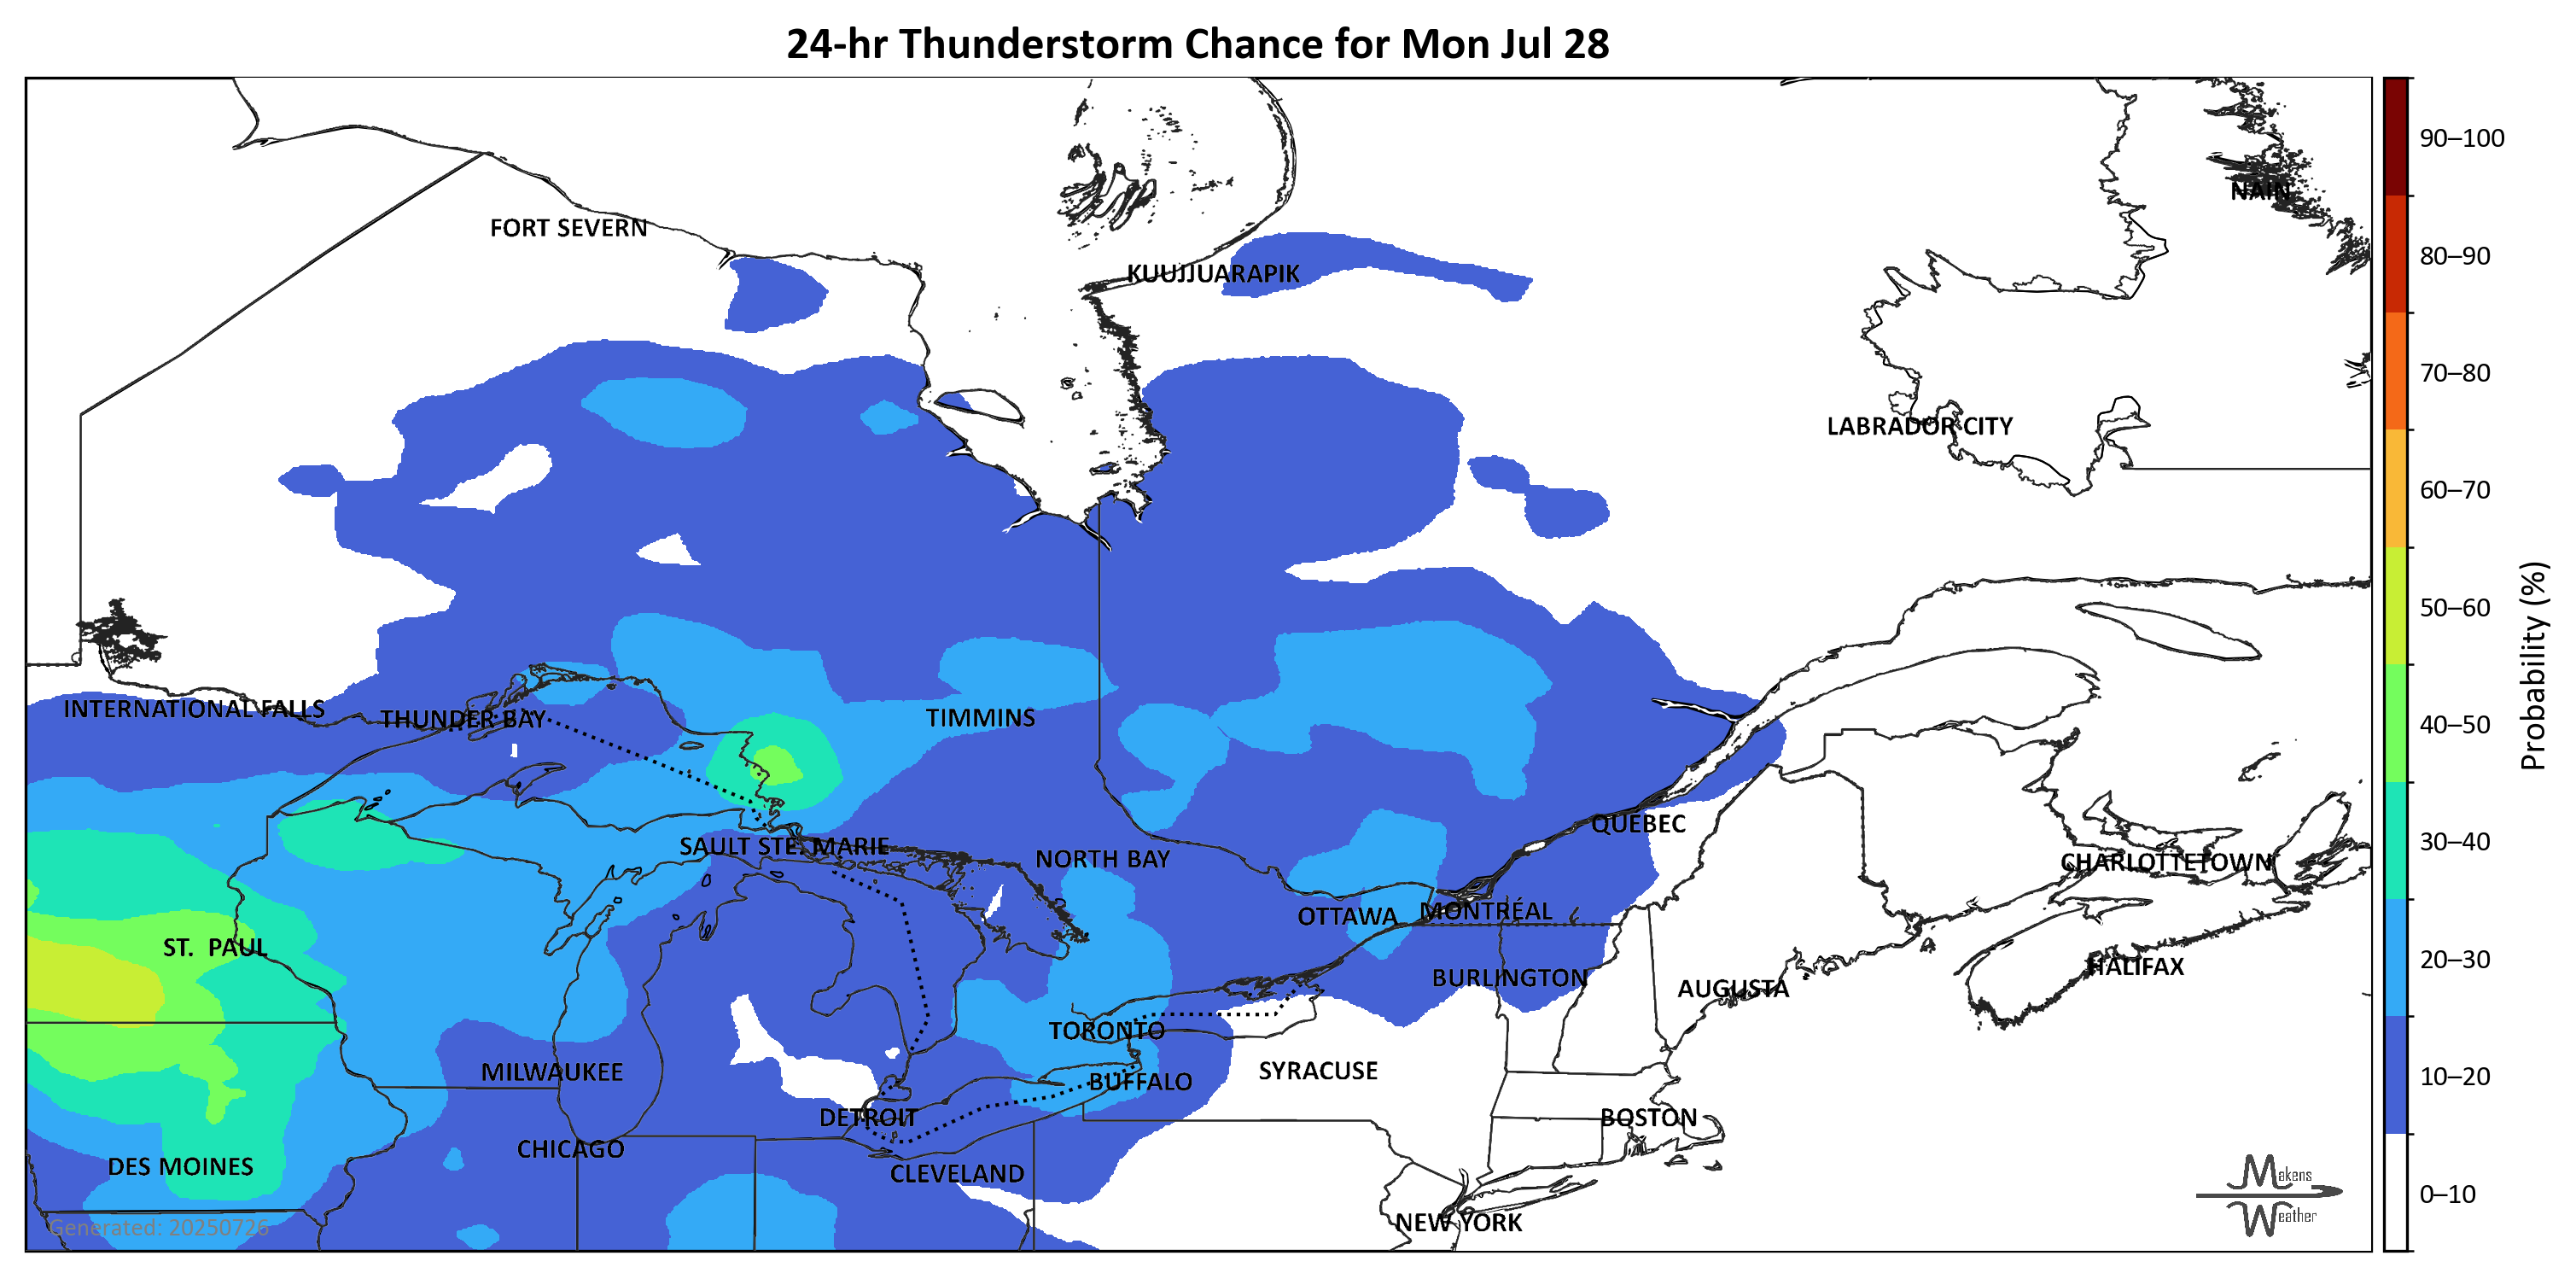 24-hr Thunderstorm Chance for Mon Jul 28
90–100
NAIN
FORT SEVERN
80–90
KUUJJUARAPIK
70–80
LABRADOR CITY
60–70
50–60
INTERNATIONAL FALLS
THUNDER BAY
TIMMINS
40–50
Probability (%)
QUEBEC
SAULT STE. MARIE
NORTH BAY
CHARLOTTETOWN
30–40
OTTAWA
MONTRÉAL
ST. PAUL
HALIFAX
20–30
BURLINGTON
AUGUSTA
TORONTO
MILWAUKEE
SYRACUSE
BUFFALO
10–20
DETROIT
BOSTON
CHICAGO
DES MOINES
CLEVELAND
Makens
Weather
0–10
NEW YORK
Generated: 20250726